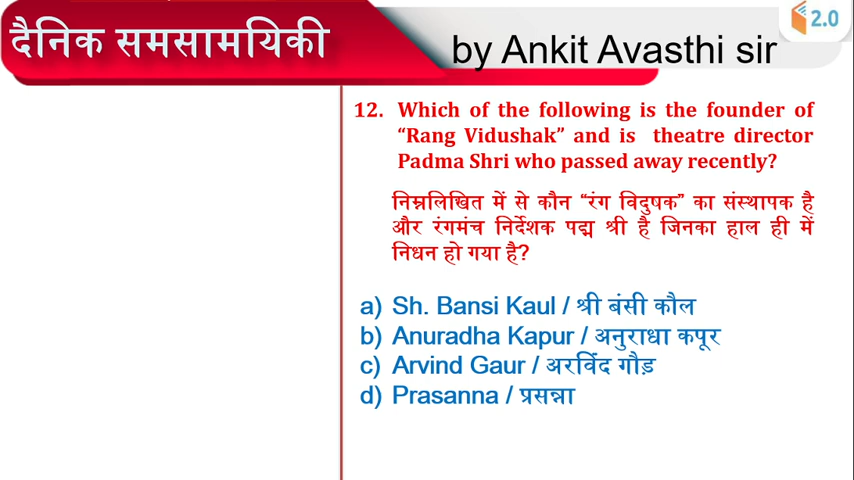 दैनिक समसामयिकी
by Ankit Avasthi sir
2.0
12. Which of the following is the founder of
“Rang Vidushak” and is theatre director
Padma Shri who passed away recently?
निम्नलिखित में से कौन “रंग विदुषक” का संस्थापक है
और रंगमंच निर्देशक पद्म श्री है जिनका हाल ही में
निधन हो गया है?
a) Sh. Bansi Kaul / श्री बंसी कौल
b) Anuradha Kapur / अनुराधा कपूर
c) Arvind Gaur / अरविंद गौड़
d) Prasanna / प्रसन्ना